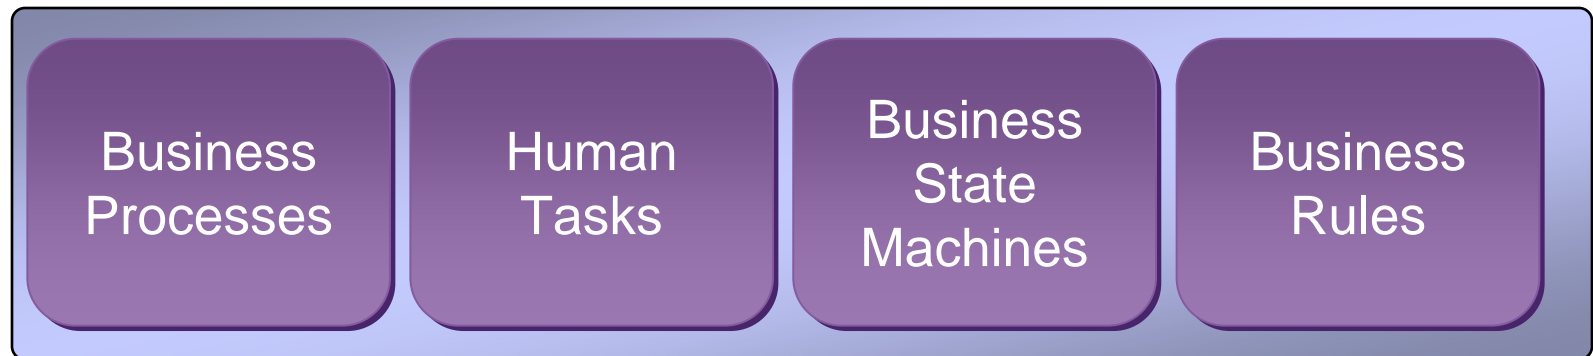 Business
Processes
Human
Tasks
Business
State
Machines
Business
Rules